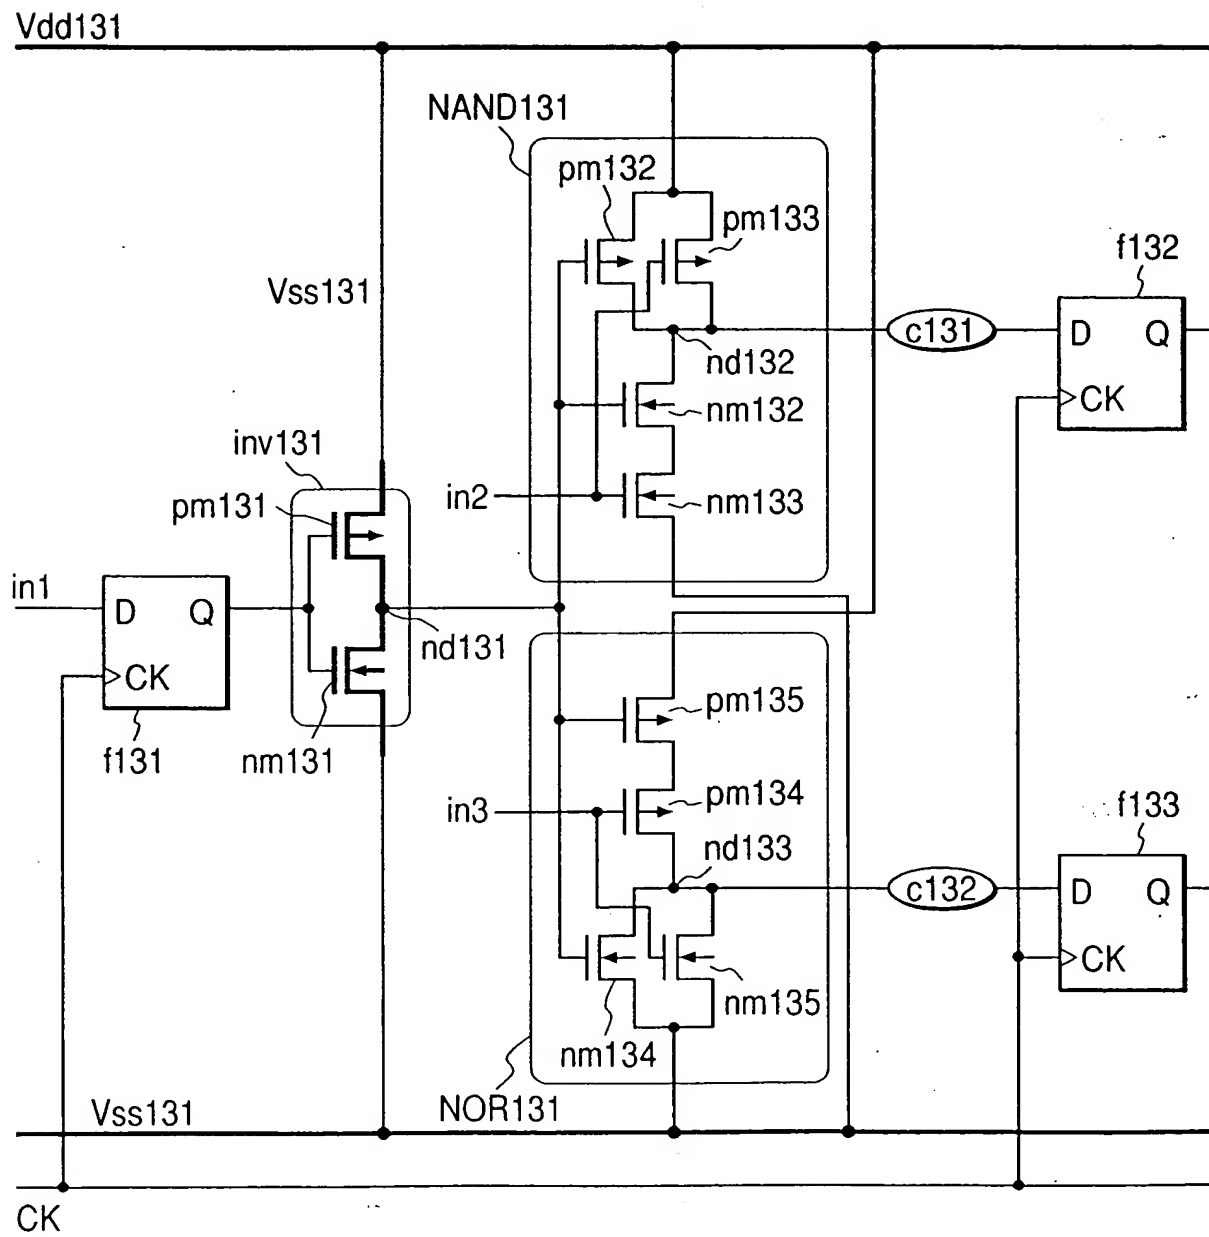 Vdd131
NAND131
pm132
pm133
f132
Vss131
c131
D Q
nd132
CK
nm132
inv131
pm131
in2
nm133
in1
D Q
nd131
CK
pm135
f131
nm131
in3
pm134
f133
nd133
c132
D Q
CK
nm135
nm134
Vss131
NOR131
CK